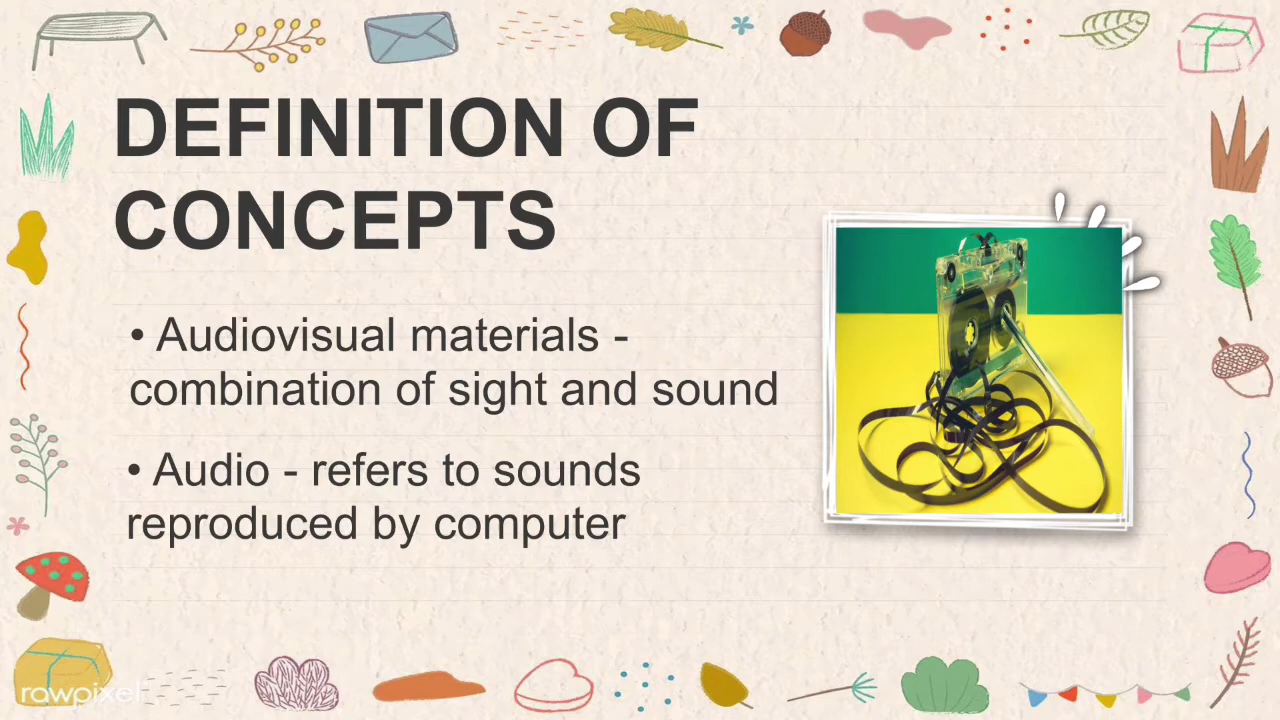 DEFINITION OF
CONCEPTS
• Audiovisual materials -
combination of sight and sound
• Audio - refers to sounds
reproduced by computer
rawpixel